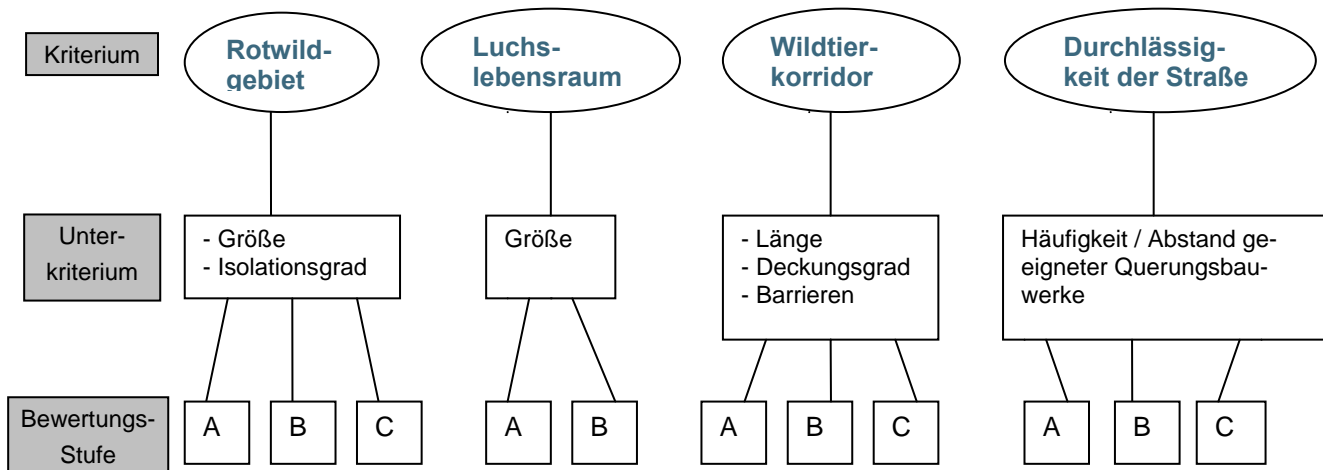 Kriterium
Rotwild-
gebiet
Luchs-
lebensraum
Wildtier-
korridor
Durchlässig-
keit der Straße
Unter-
kriterium
- Größe
- Isolationsgrad
Größe
- Länge
- Deckungsgrad
- Barrieren
Häufigkeit / Abstand ge-
eigneter Querungsbau-
werke
Bewertungs-
Stufe
A B C A B A B C A B C